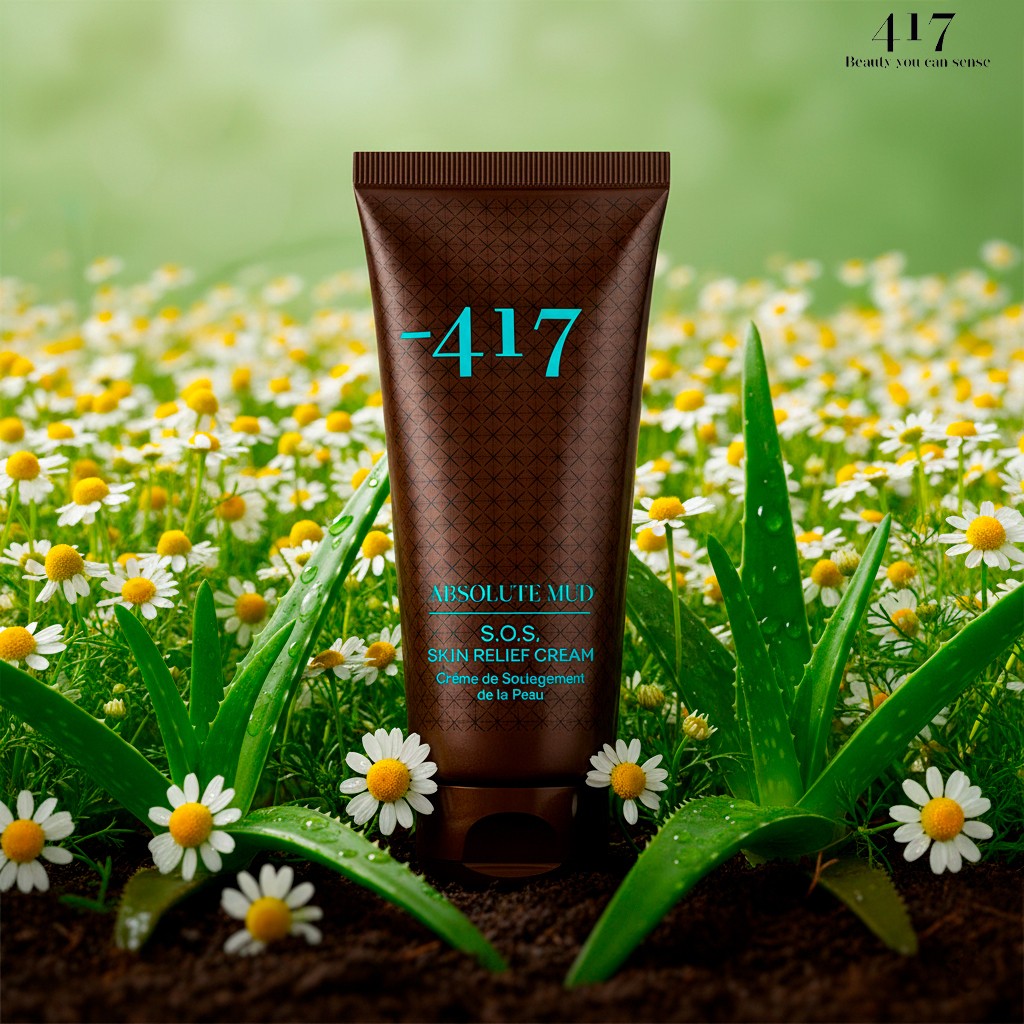 417
Beauty you can sense
-417
ABSOLUTE MUD
S.O.S.
SKIN RELIEF CREAM
Crème de Soulagement
de la Peau